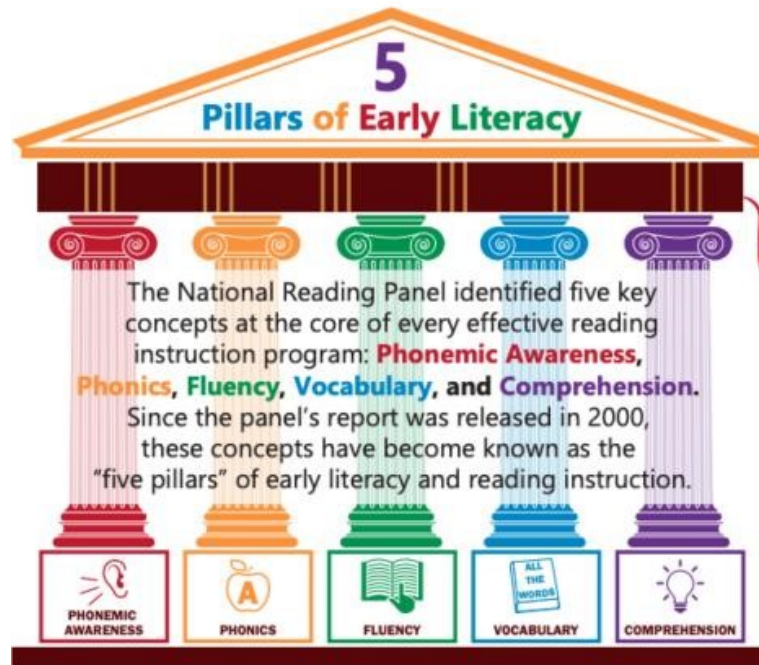 5
Pillars of Early Literacy
The National Reading Panel identified five key
concepts at the core of every effective reading
instruction program: Phonemic Awareness,
Phonics, Fluency, Vocabulary, and Comprehension.
Since the panel’s report was released in 2000,
these concepts have become known as the
“five pillars” of early literacy and reading instruction.
PHONEMIC
AWARENESS
A
PHONICS
FLUENCY
ALL
THE
WORDS
VOCABULARY
COMPREHENSION